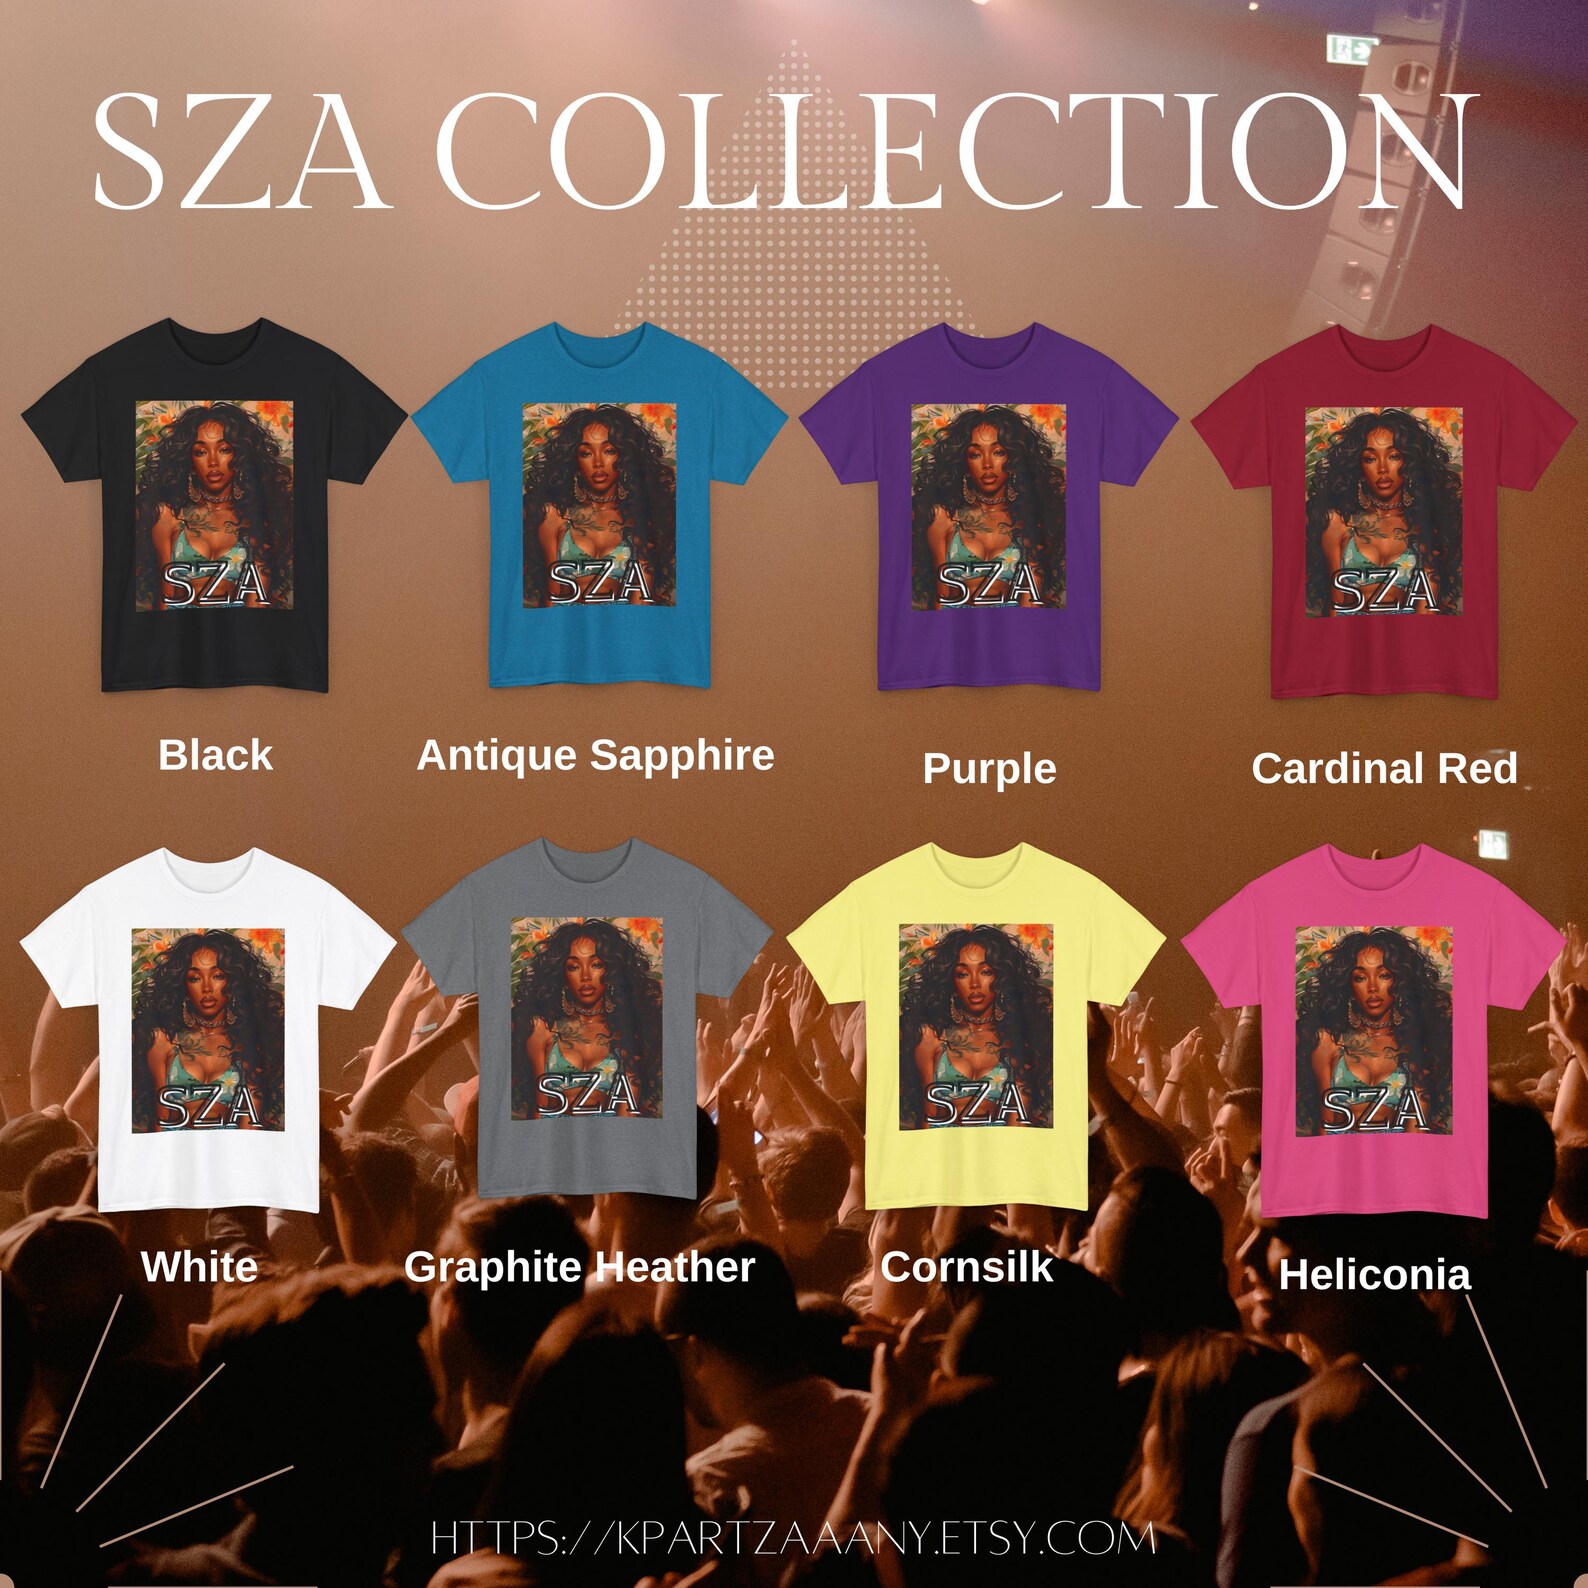 SZA COLLECTION
SZA
SZA
SZA
SZA
Black
Antique Sapphire
Purple
Cardinal Red
SZA
SZA
SZA
SZA
White
Graphite Heather
Cornsilk
Heliconia
HTTPS://KPARTZAAANY.ETSY.COM